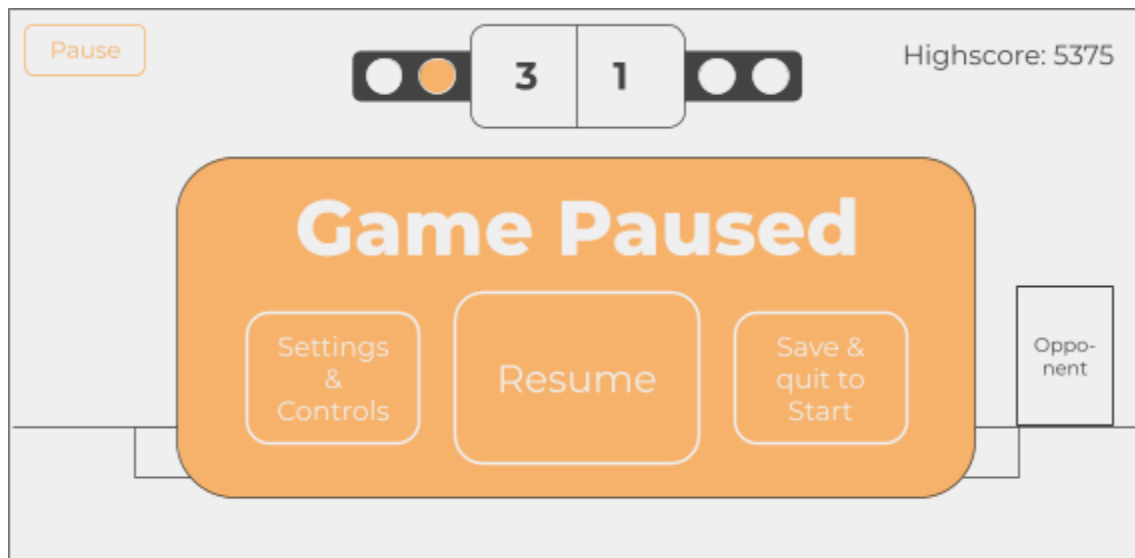 Pause
3 1
Highscore: 5375
Game Paused
Settings
&
Controls
Resume
Save &
quit to
Start
Oppo-
nent